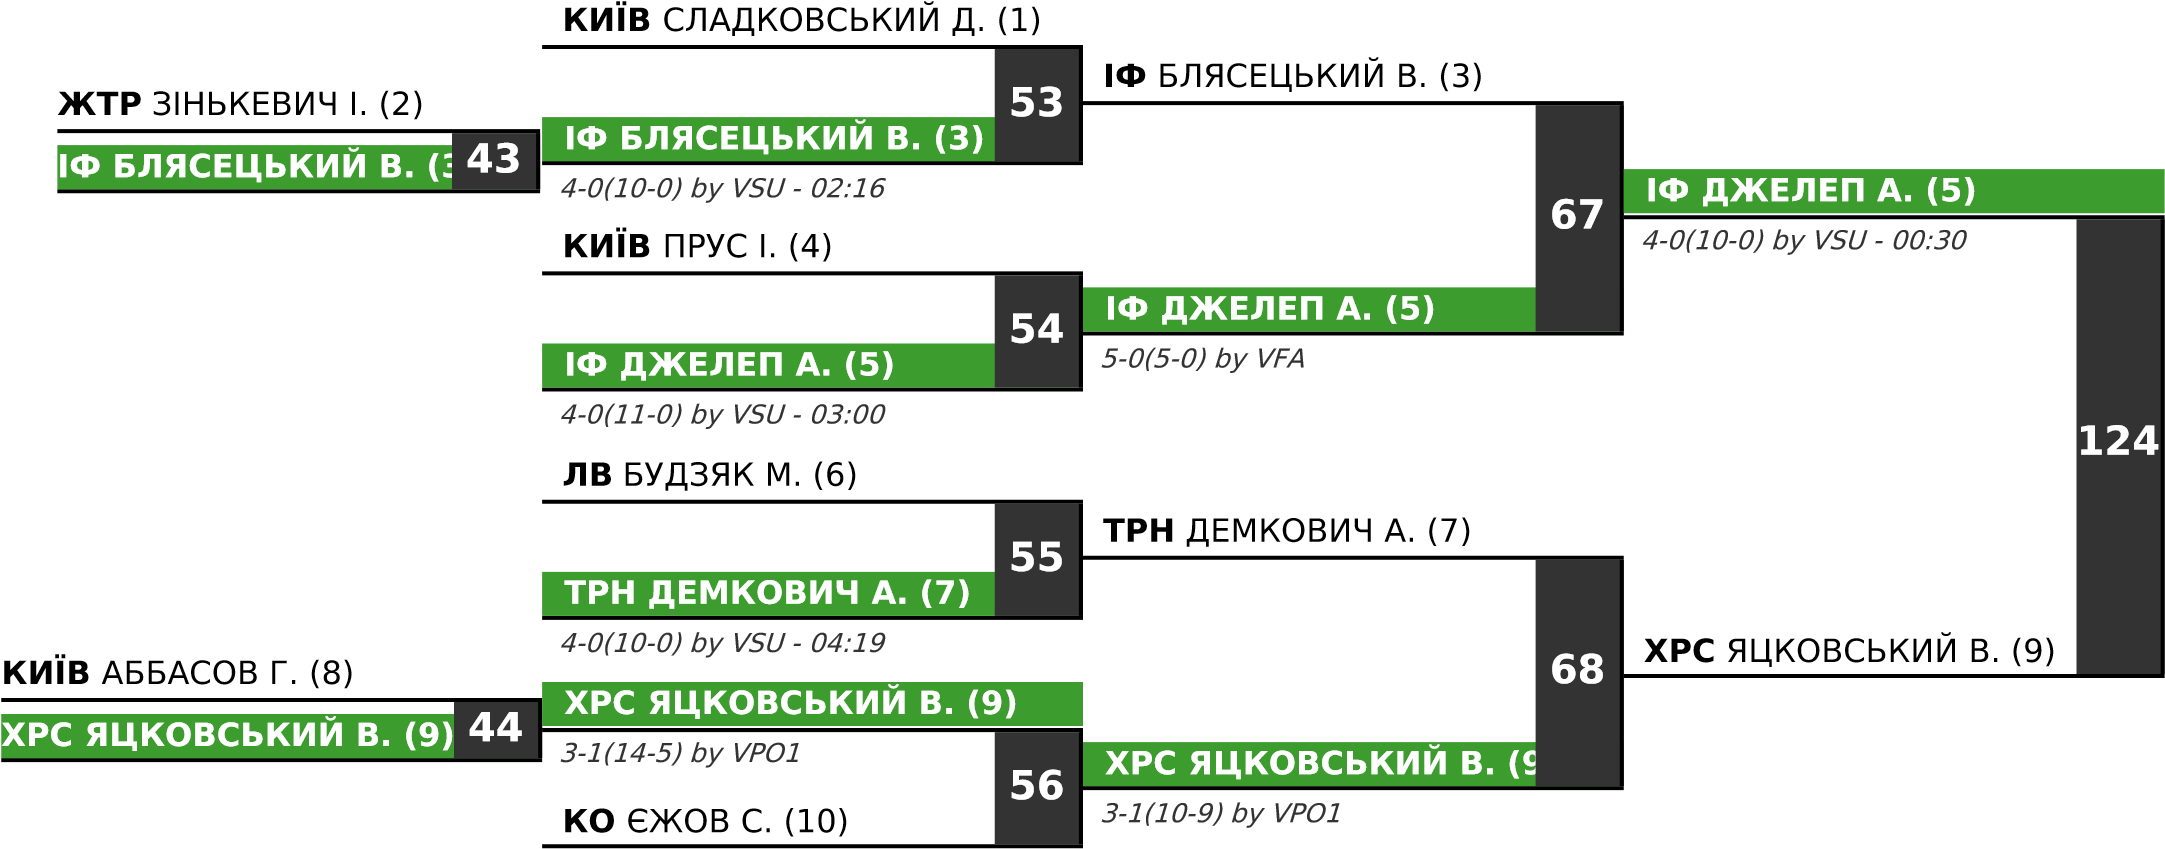 КИЇВ СЛАДКОВСЬКИЙ Д. (1)
ІФ БЛЯСЕЦЬКИЙ В. (3)
ЖТР ЗІНЬКЕВИЧ І. (2)
53
ІФ БЛЯСЕЦЬКИЙ В. (3)
ІФ БЛЯСЕЦЬКИЙ В. (3
43
4-0(10-0) by VSU - 02:16
ІФ ДЖЕЛЕП А. (5)
67
4-0(10-0) by VSU - 00:30
КИЇВ ПРУС І. (4)
ІФ ДЖЕЛЕП А. (5)
54
5-0(5-0) by VFA
ІФ ДЖЕЛЕП А. (5)
4-0(11-0) by VSU - 03:00
124
ЛВ БУДЗЯК М. (6)
ТРН ДЕМКОВИЧ А. (7)
55
ТРН ДЕМКОВИЧ А. (7)
4-0(10-0) by VSU - 04:19
ХРС ЯЦКОВСЬКИЙ В. (9)
68
КИЇВ АББАСОВ Г. (8)
ХРС ЯЦКОВСЬКИЙ В. (9)
ХРС ЯЦКОВСЬКИЙ В. (9)
44
3-1(14-5) by VPO1
ХРС ЯЦКОВСЬКИЙ В. (9
56
3-1(10-9) by VPO1
КО ЄЖОВ С. (10)